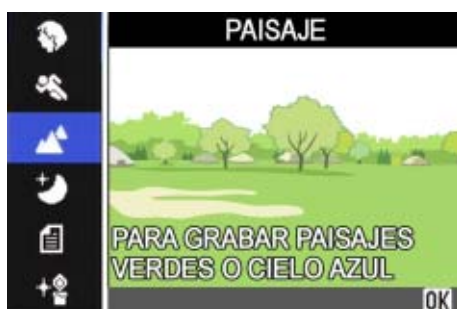 PAISAJE
PARA GRABAR PAISAJES
VERDES O CIELO AZUL
OK